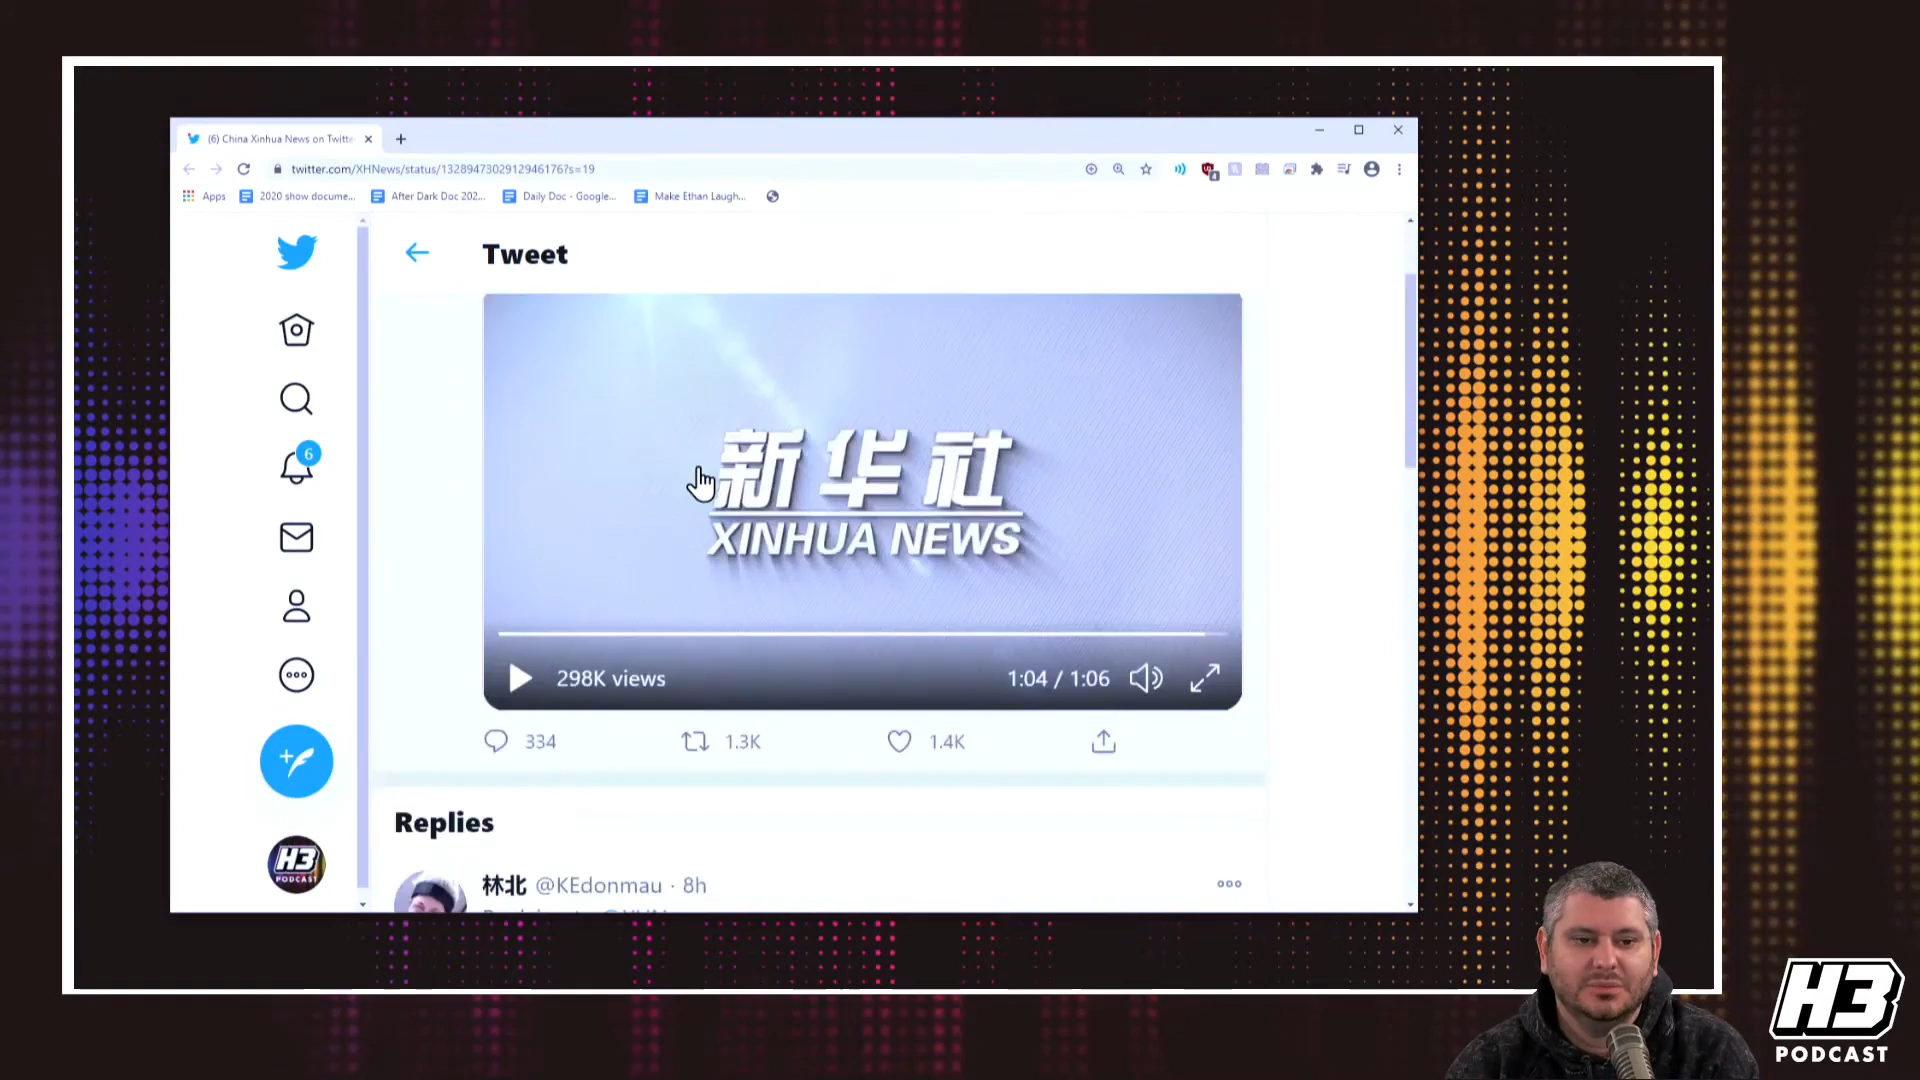 (6) China Xinhua News on Twitte
twitter.com/XHNews/status/1328947302912946176?s=19
Apps
2020 show docume...
After Dark Doc 202...
Daily Doc - Google...
Make Ethan Laugh...
Tweet
6
新华社
XINHUA NEWS
298K views
1:04 / 1:06
334
1.3K
1.4K
Replies
H3
PODCAST
林北 @KEdonmau · 8h
H3
PODCAST